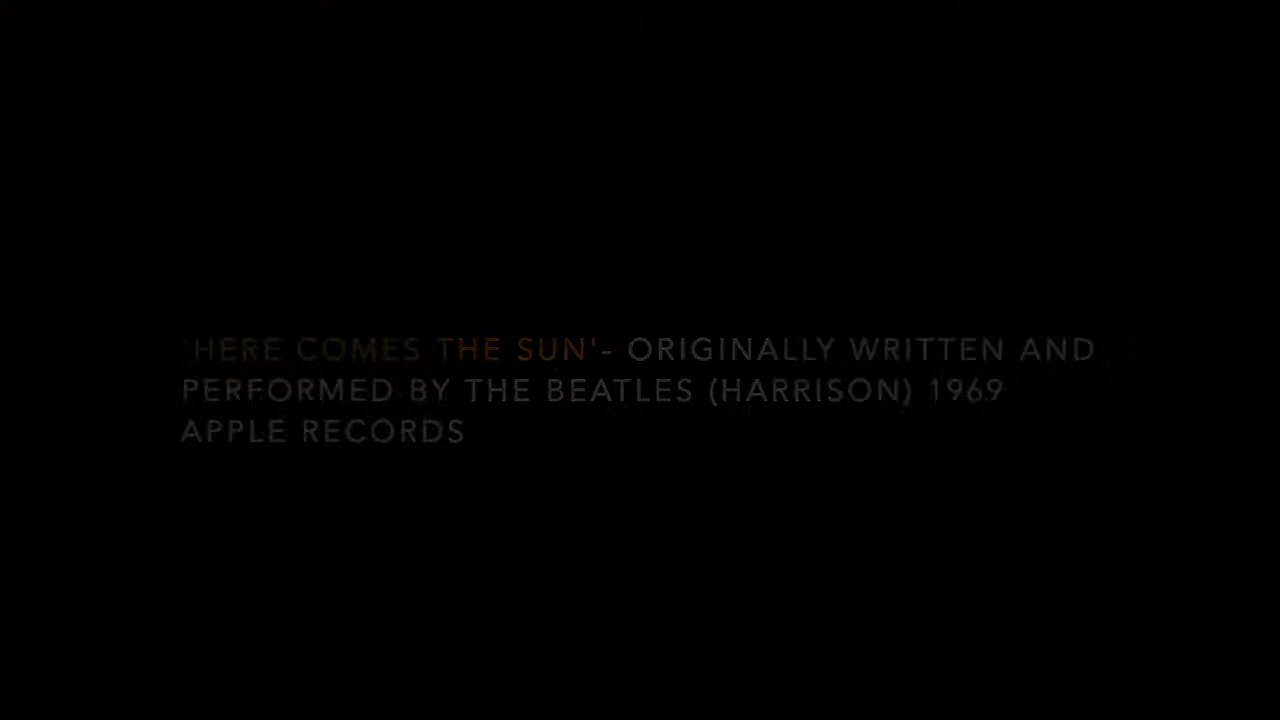 'HERE COMES THE SUN'- ORIGINALLY WRITTEN AND
PERFORMED BY THE BEATLES (HARRISON) 1969
APPLE RECORDS